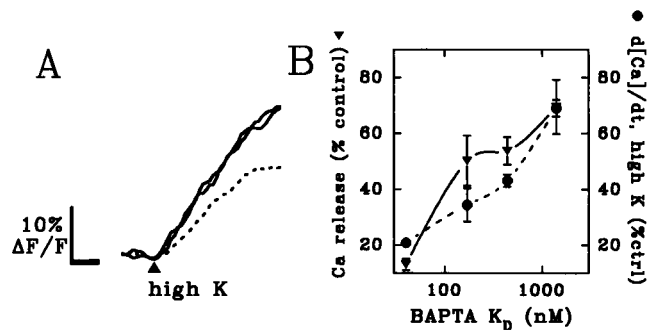 A
10%
ΔF/F
high K
B
Ca release (% control) ▼
80
60
40
20
100
1000
BAPTA K_D (nM)
80
60
40
20
d[Ca]/dt, high K (%ctrl) ●